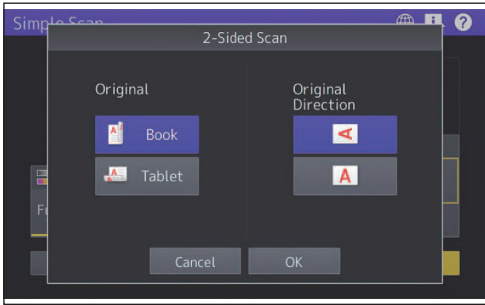 Simple Scan
2-Sided Scan
Original
Book
Tablet
Original
Direction
A
A
Cancel
OK